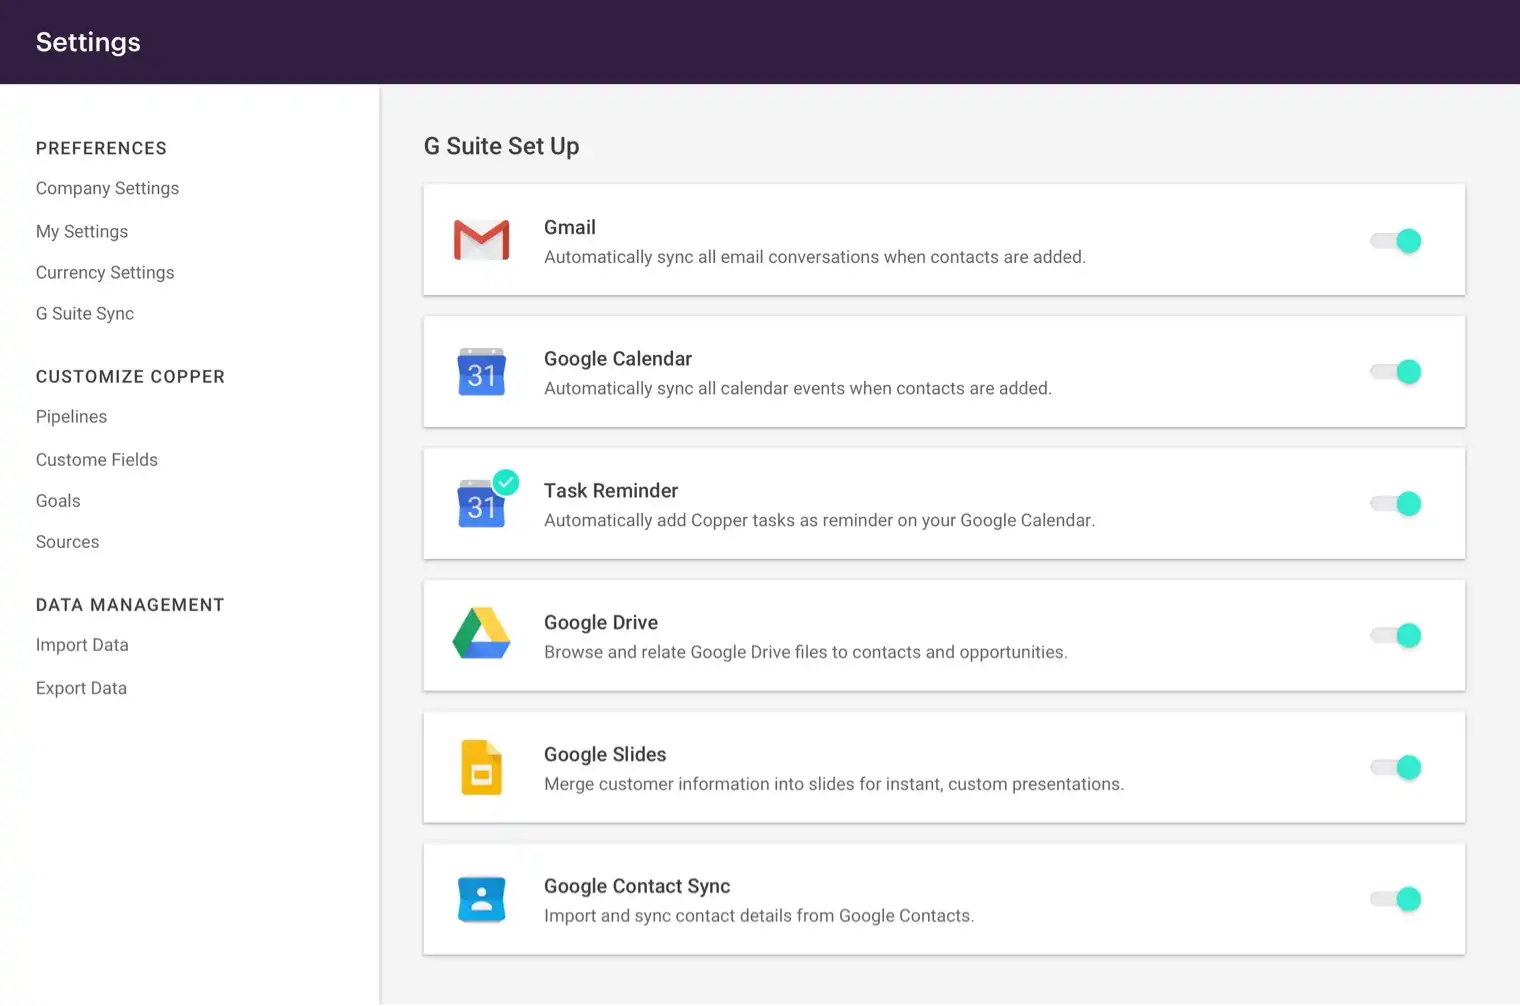 Settings
PREFERENCES
Company Settings
My Settings
Currency Settings
G Suite Sync
CUSTOMIZE COPPER
Pipelines
Custome Fields
Goals
Sources
DATA MANAGEMENT
Import Data
Export Data
G Suite Set Up
Gmail
Automatically sync all email conversations when contacts are added.
31
Google Calendar
Automatically sync all calendar events when contacts are added.
31
Task Reminder
Automatically add Copper tasks as reminder on your Google Calendar.
Google Drive
Browse and relate Google Drive files to contacts and opportunities.
Google Slides
Merge customer information into slides for instant, custom presentations.
Google Contact Sync
Import and sync contact details from Google Contacts.